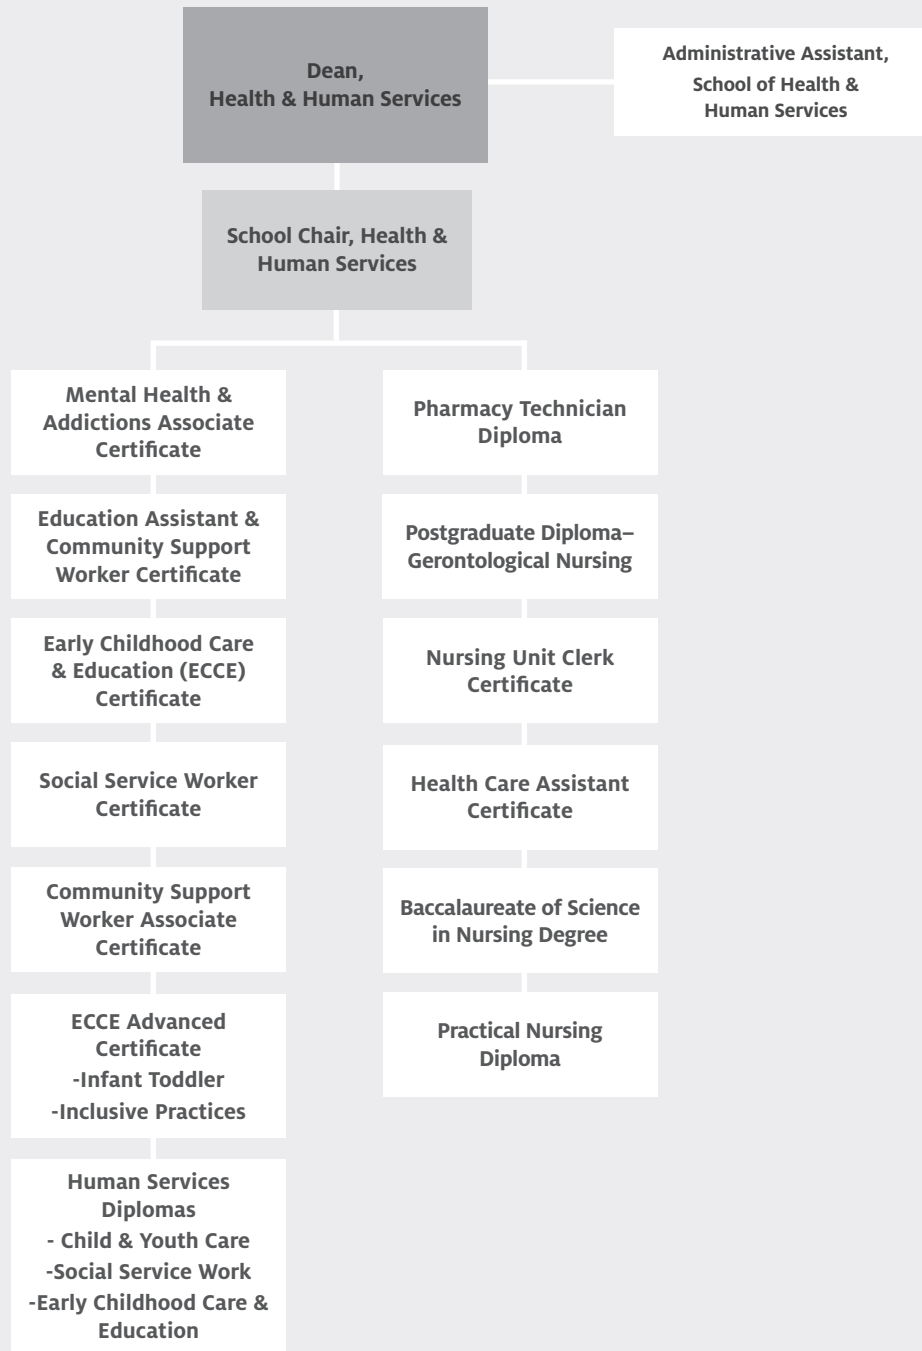 Dean,
Health & Human Services
Administrative Assistant,
School of Health &
Human Services
School Chair, Health &
Human Services
Mental Health &
Addictions Associate
Certificate
Education Assistant &
Community Support
Worker Certificate
Early Childhood Care
& Education (ECCE)
Certificate
Social Service Worker
Certificate
Community Support
Worker Associate
Certificate
ECCE Advanced
Certificate
-Infant Toddler
-Inclusive Practices
Human Services
Diplomas
- Child & Youth Care
-Social Service Work
-Early Childhood Care &
Education
Pharmacy Technician
Diploma
Postgraduate Diploma–
Gerontological Nursing
Nursing Unit Clerk
Certificate
Health Care Assistant
Certificate
Baccalaureate of Science
in Nursing Degree
Practical Nursing
Diploma